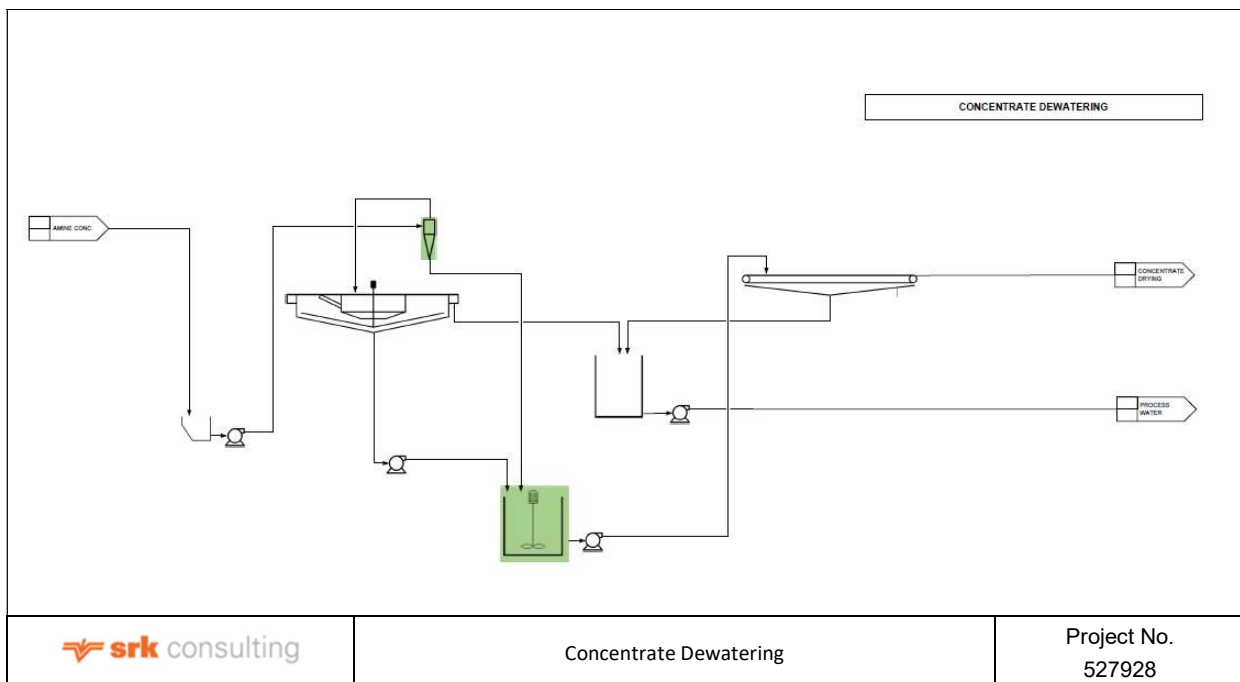 CONCENTRATE DEWATERING
AMINE CONC
CONCENTRATE
DRYING
PROCESS
WATER
srk consulting
Concentrate Dewatering
Project No.
527928